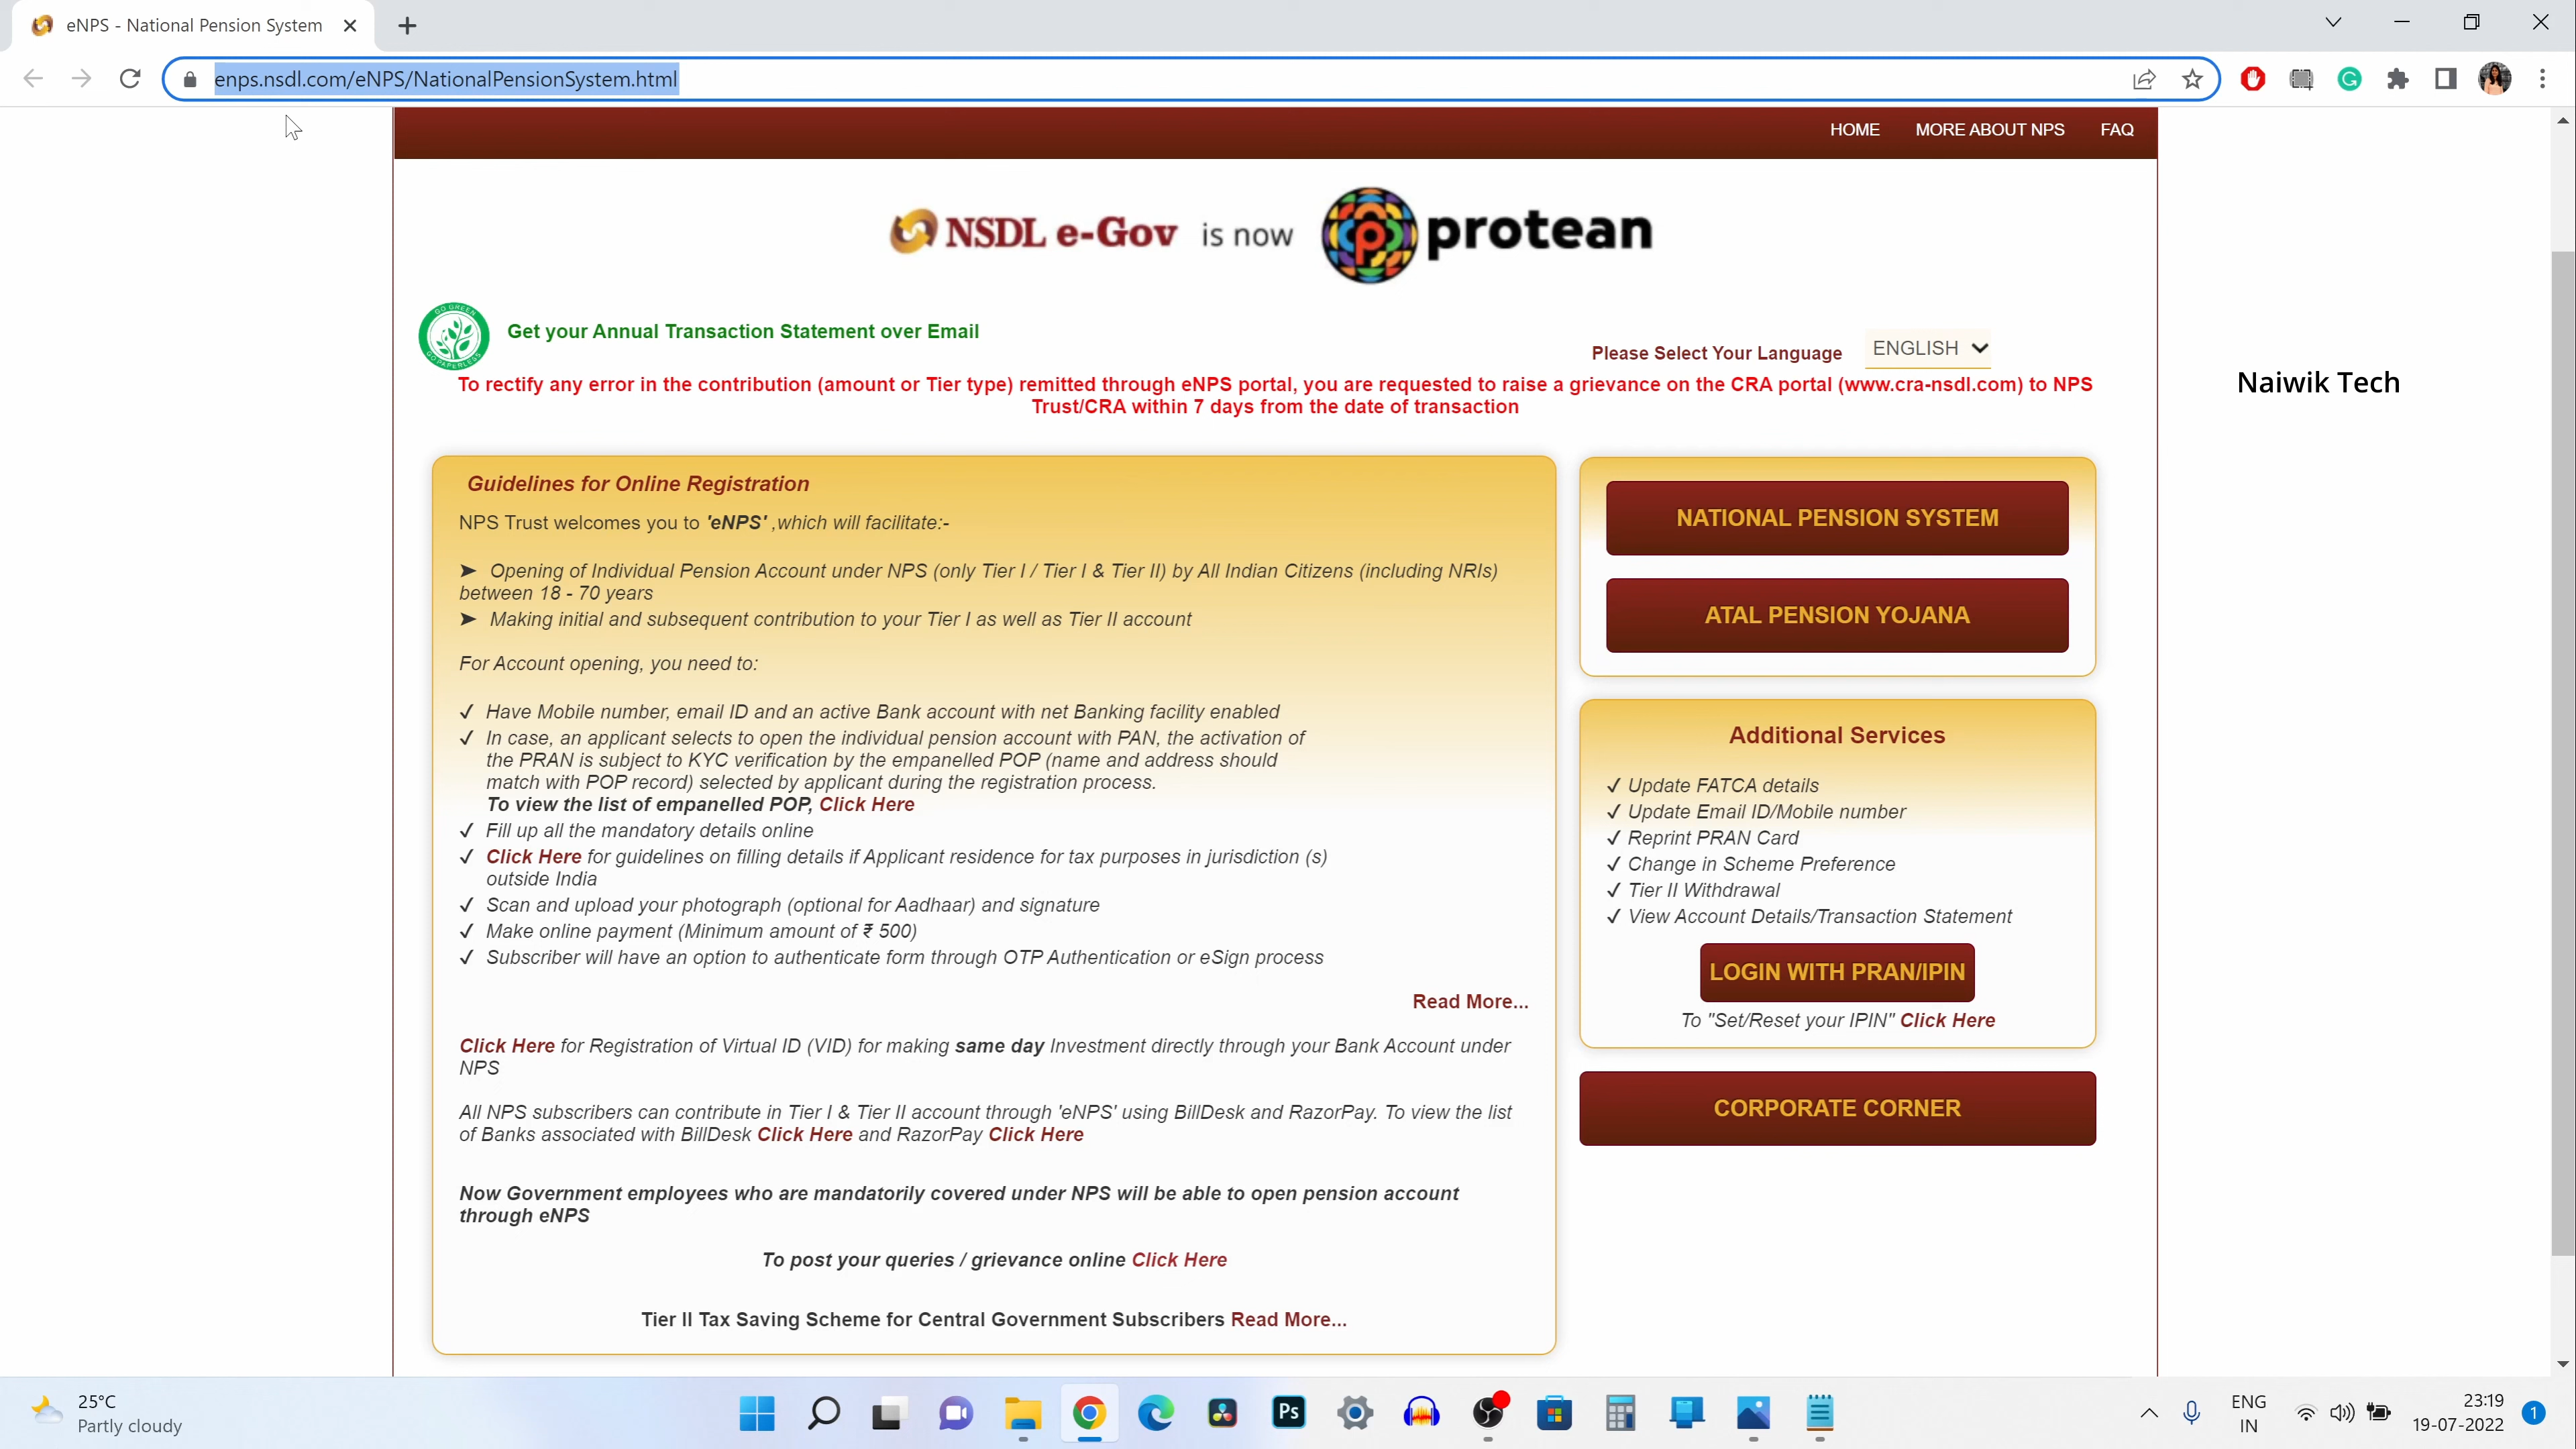 eNPS - National Pension System
enps.nsdl.com/eNPS/NationalPensionSystem.html
HOME MORE ABOUT NPS FAQ
NSDL e-Gov is now protean
GO GREEN
GO PAPERLESS
Get your Annual Transaction Statement over Email
Please Select Your Language ENGLISH
To rectify any error in the contribution (amount or Tier type) remitted through eNPS portal, you are requested to raise a grievance on the CRA portal (www.cra-nsdl.com) to NPS
Trust/CRA within 7 days from the date of transaction
Naiwik Tech
Guidelines for Online Registration
NPS Trust welcomes you to 'eNPS' ,which will facilitate:-
➤ Opening of Individual Pension Account under NPS (only Tier I / Tier I & Tier II) by All Indian Citizens (including NRIs)
between 18 - 70 years
➤ Making initial and subsequent contribution to your Tier I as well as Tier II account
For Account opening, you need to:
✓ Have Mobile number, email ID and an active Bank account with net Banking facility enabled
✓ In case, an applicant selects to open the individual pension account with PAN, the activation of
the PRAN is subject to KYC verification by the empanelled POP (name and address should
match with POP record) selected by applicant during the registration process.
To view the list of empanelled POP, Click Here
✓ Fill up all the mandatory details online
✓ Click Here for guidelines on filling details if Applicant residence for tax purposes in jurisdiction (s)
outside India
✓ Scan and upload your photograph (optional for Aadhaar) and signature
✓ Make online payment (Minimum amount of ₹ 500)
✓ Subscriber will have an option to authenticate form through OTP Authentication or eSign process
Read More...
Click Here for Registration of Virtual ID (VID) for making same day Investment directly through your Bank Account under
NPS
All NPS subscribers can contribute in Tier I & Tier II account through 'eNPS' using BillDesk and RazorPay. To view the list
of Banks associated with BillDesk Click Here and RazorPay Click Here
Now Government employees who are mandatorily covered under NPS will be able to open pension account
through eNPS
To post your queries / grievance online Click Here
Tier II Tax Saving Scheme for Central Government Subscribers Read More...
NATIONAL PENSION SYSTEM
ATAL PENSION YOJANA
Additional Services
✓ Update FATCA details
✓ Update Email ID/Mobile number
✓ Reprint PRAN Card
✓ Change in Scheme Preference
✓ Tier II Withdrawal
✓ View Account Details/Transaction Statement
LOGIN WITH PRAN/IPIN
To "Set/Reset your IPIN" Click Here
CORPORATE CORNER
25°C
Partly cloudy
Ps
ENG
IN
23:19
19-07-2022
1